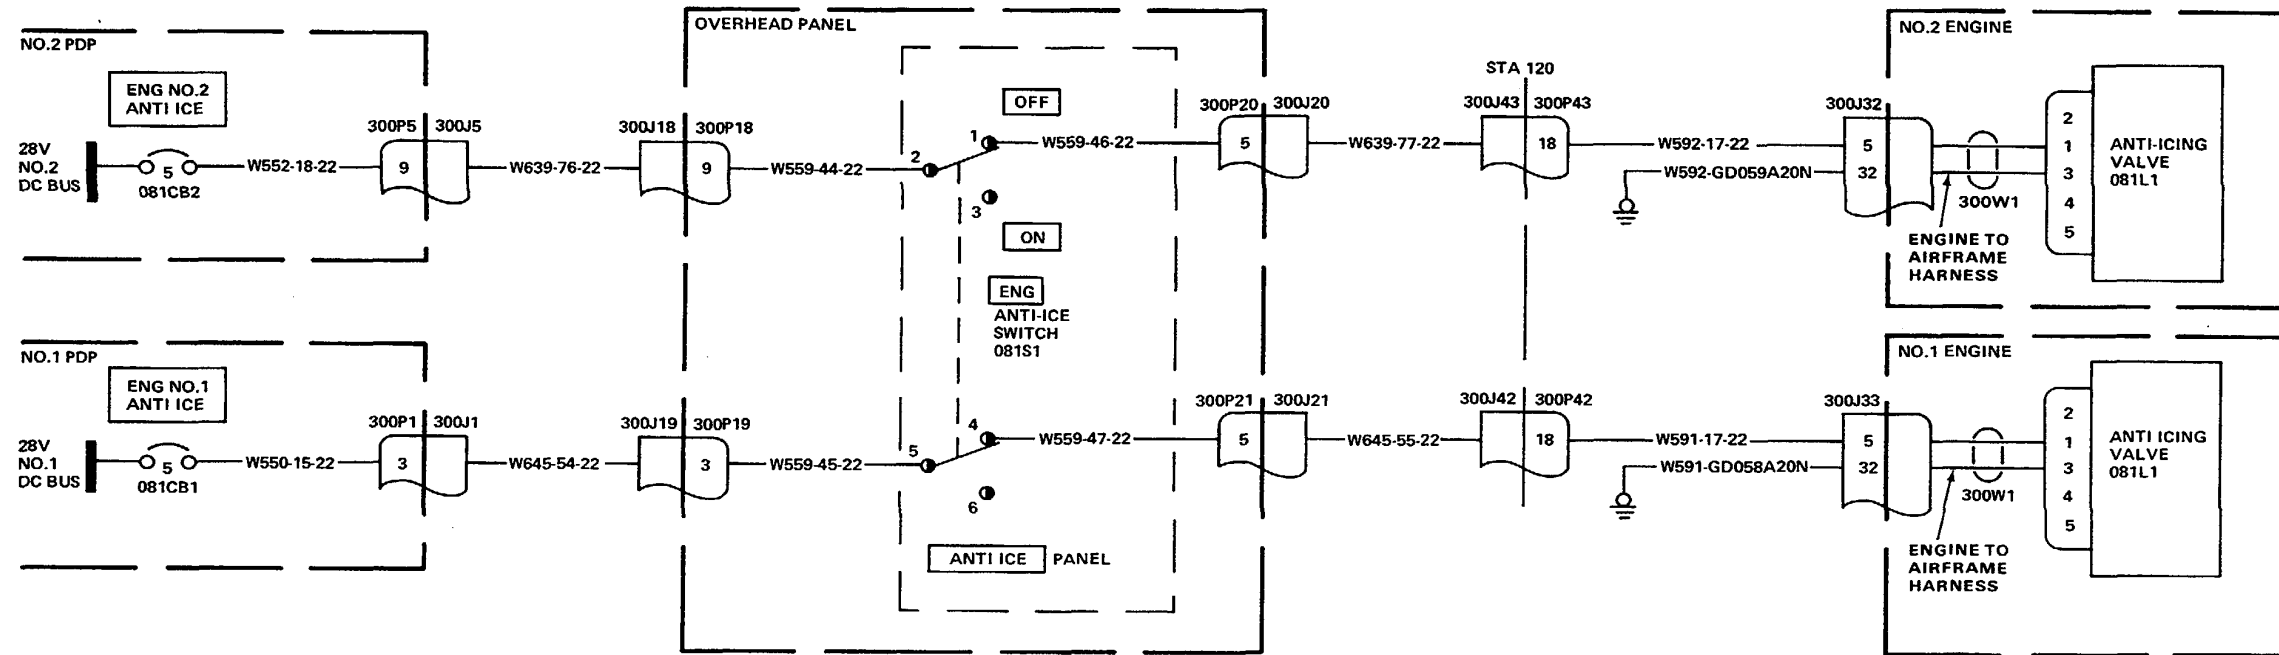 NO.2 PDP
ENG NO.2
ANTI ICE
28V
NO.2
DC BUS
5
081CB2
W552-18-22
300P5 300J5
9
W639-76-22
OVERHEAD PANEL
300J18 300P18
9
W559-44-22
OFF
1
2
3
ON
ENG
ANTI-ICE
SWITCH
081S1
W559-46-22
300P20 300J20
5
W639-77-22
STA 120
300J43 300P43
18
W592-17-22
W592-GD059A20N
NO.2 ENGINE
300J32
5
32
300W1
ENGINE TO
AIRFRAME
HARNESS
2
1
3
4
5
ANTI-ICING
VALVE
081L1
NO.1 PDP
ENG NO.1
ANTI ICE
28V
NO.1
DC BUS
5
081CB1
W550-15-22
300P1 300J1
3
W645-54-22
300J19 300P19
3
W559-45-22
4
5
6
ANTI ICE PANEL
W559-47-22
300P21 300J21
5
W645-55-22
300J42 300P42
18
W591-17-22
W591-GD058A20N
NO.1 ENGINE
300J33
5
32
300W1
ENGINE TO
AIRFRAME
HARNESS
2
1
3
4
5
ANTI ICING
VALVE
081L1